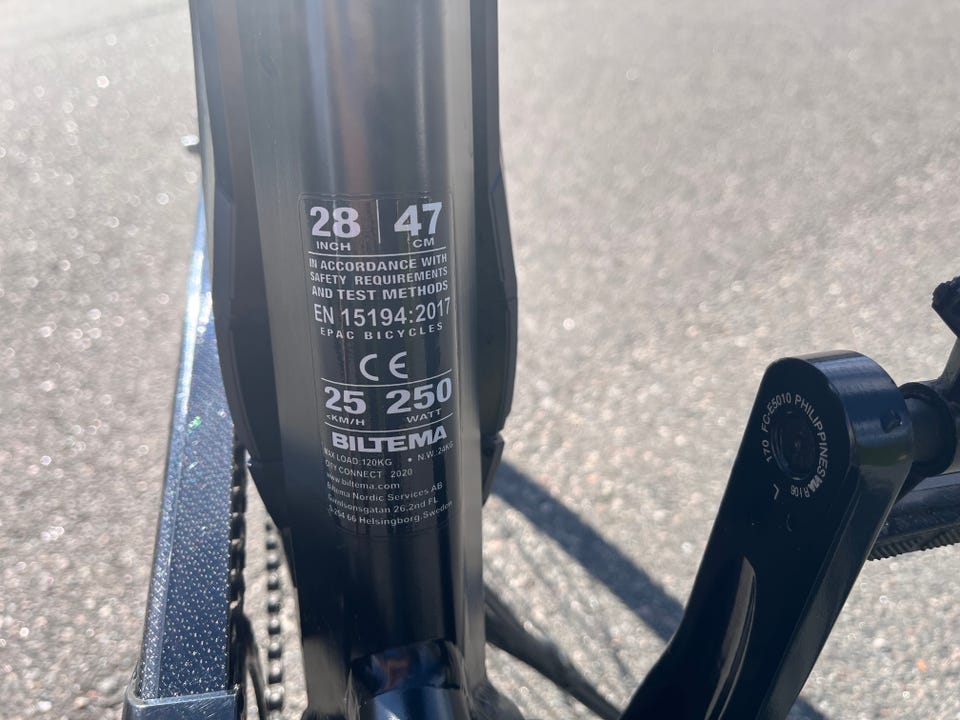 28 | 47
INCH CM
IN ACCORDANCE WITH
SAFETY REQUIREMENTS
AND TEST METHODS
EN 15194:2017
EPAC BICYCLES
CE
25 250
<KM/H WATT
BILTEMA
MAX LOAD:120KG • N.W.:24KG
CITY CONNECT 2020
www.biltema.com
Biltema Nordic Services AB
Garnisonsgatan 26,2nd FL
S-254 66 Helsingborg,Sweden
170 FC-E5010 PHILIPPINES
L